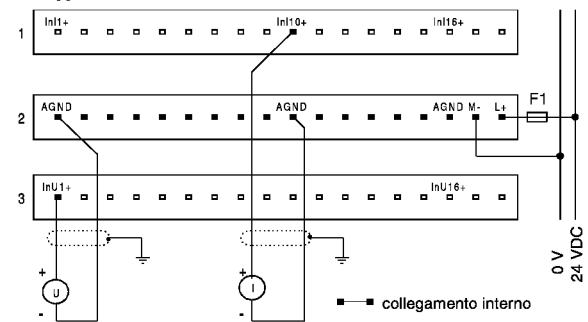 InI1+ InI10+ InI16+
1
AGND AGND AGND M- L+ F1
2
InU1+ InU16+
3
+ +
U I
- -
0 V
24 VDC
collegamento interno